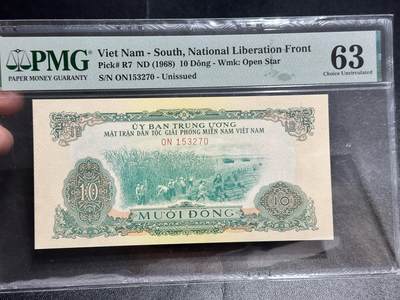 PMG
PAPER MONEY GUARANTY
Viet Nam - South, National Liberation Front
Pick# R7 ND (1968) 10 Dông - Wmk: Open Star
S/N ON153270 - Unissued
63
Choice Uncirculated
ỦY BAN TRUNG ƯƠNG
MẶT TRẬN DÂN TỘC GIẢI PHÓNG MIỀN NAM VIỆT NAM
ON 153270
10
10
MƯỜI ĐỒNG